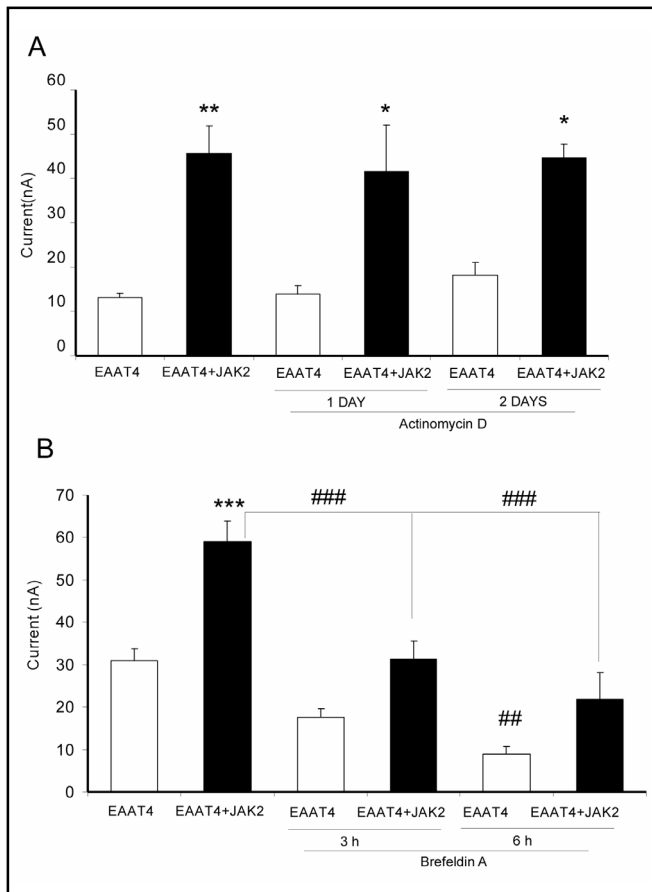 A
60
50
40
30
20
10
0
Current(nA)
** * *
EAAT4 EAAT4+JAK2 EAAT4 EAAT4+JAK2 EAAT4 EAAT4+JAK2
1 DAY 2 DAYS
Actinomycin D
B
70
60
50
40
30
20
10
0
Current (nA)
*** ### ###
##
EAAT4 EAAT4+JAK2 EAAT4 EAAT4+JAK2 EAAT4 EAAT4+JAK2
3 h 6 h
Brefeldin A